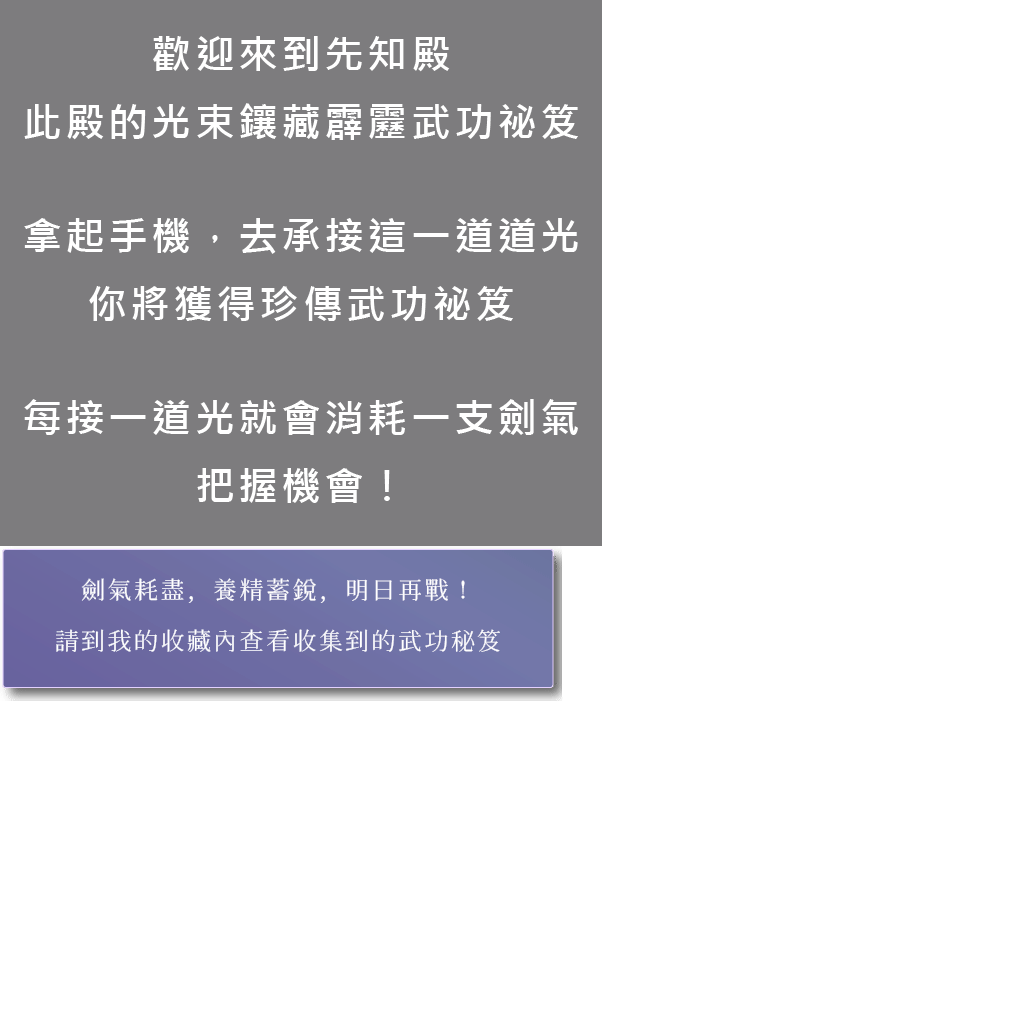 歡迎來到先知殿
此殿的光束鑲藏霹靂武功祕笈
拿起手機，去承接這一道道光
你將獲得珍傳武功祕笈
每接一道光就會消耗一支劍氣
把握機會！
劍氣耗盡，養精蓄銳，明日再戰！
請到我的收藏內查看收集到的武功秘笈